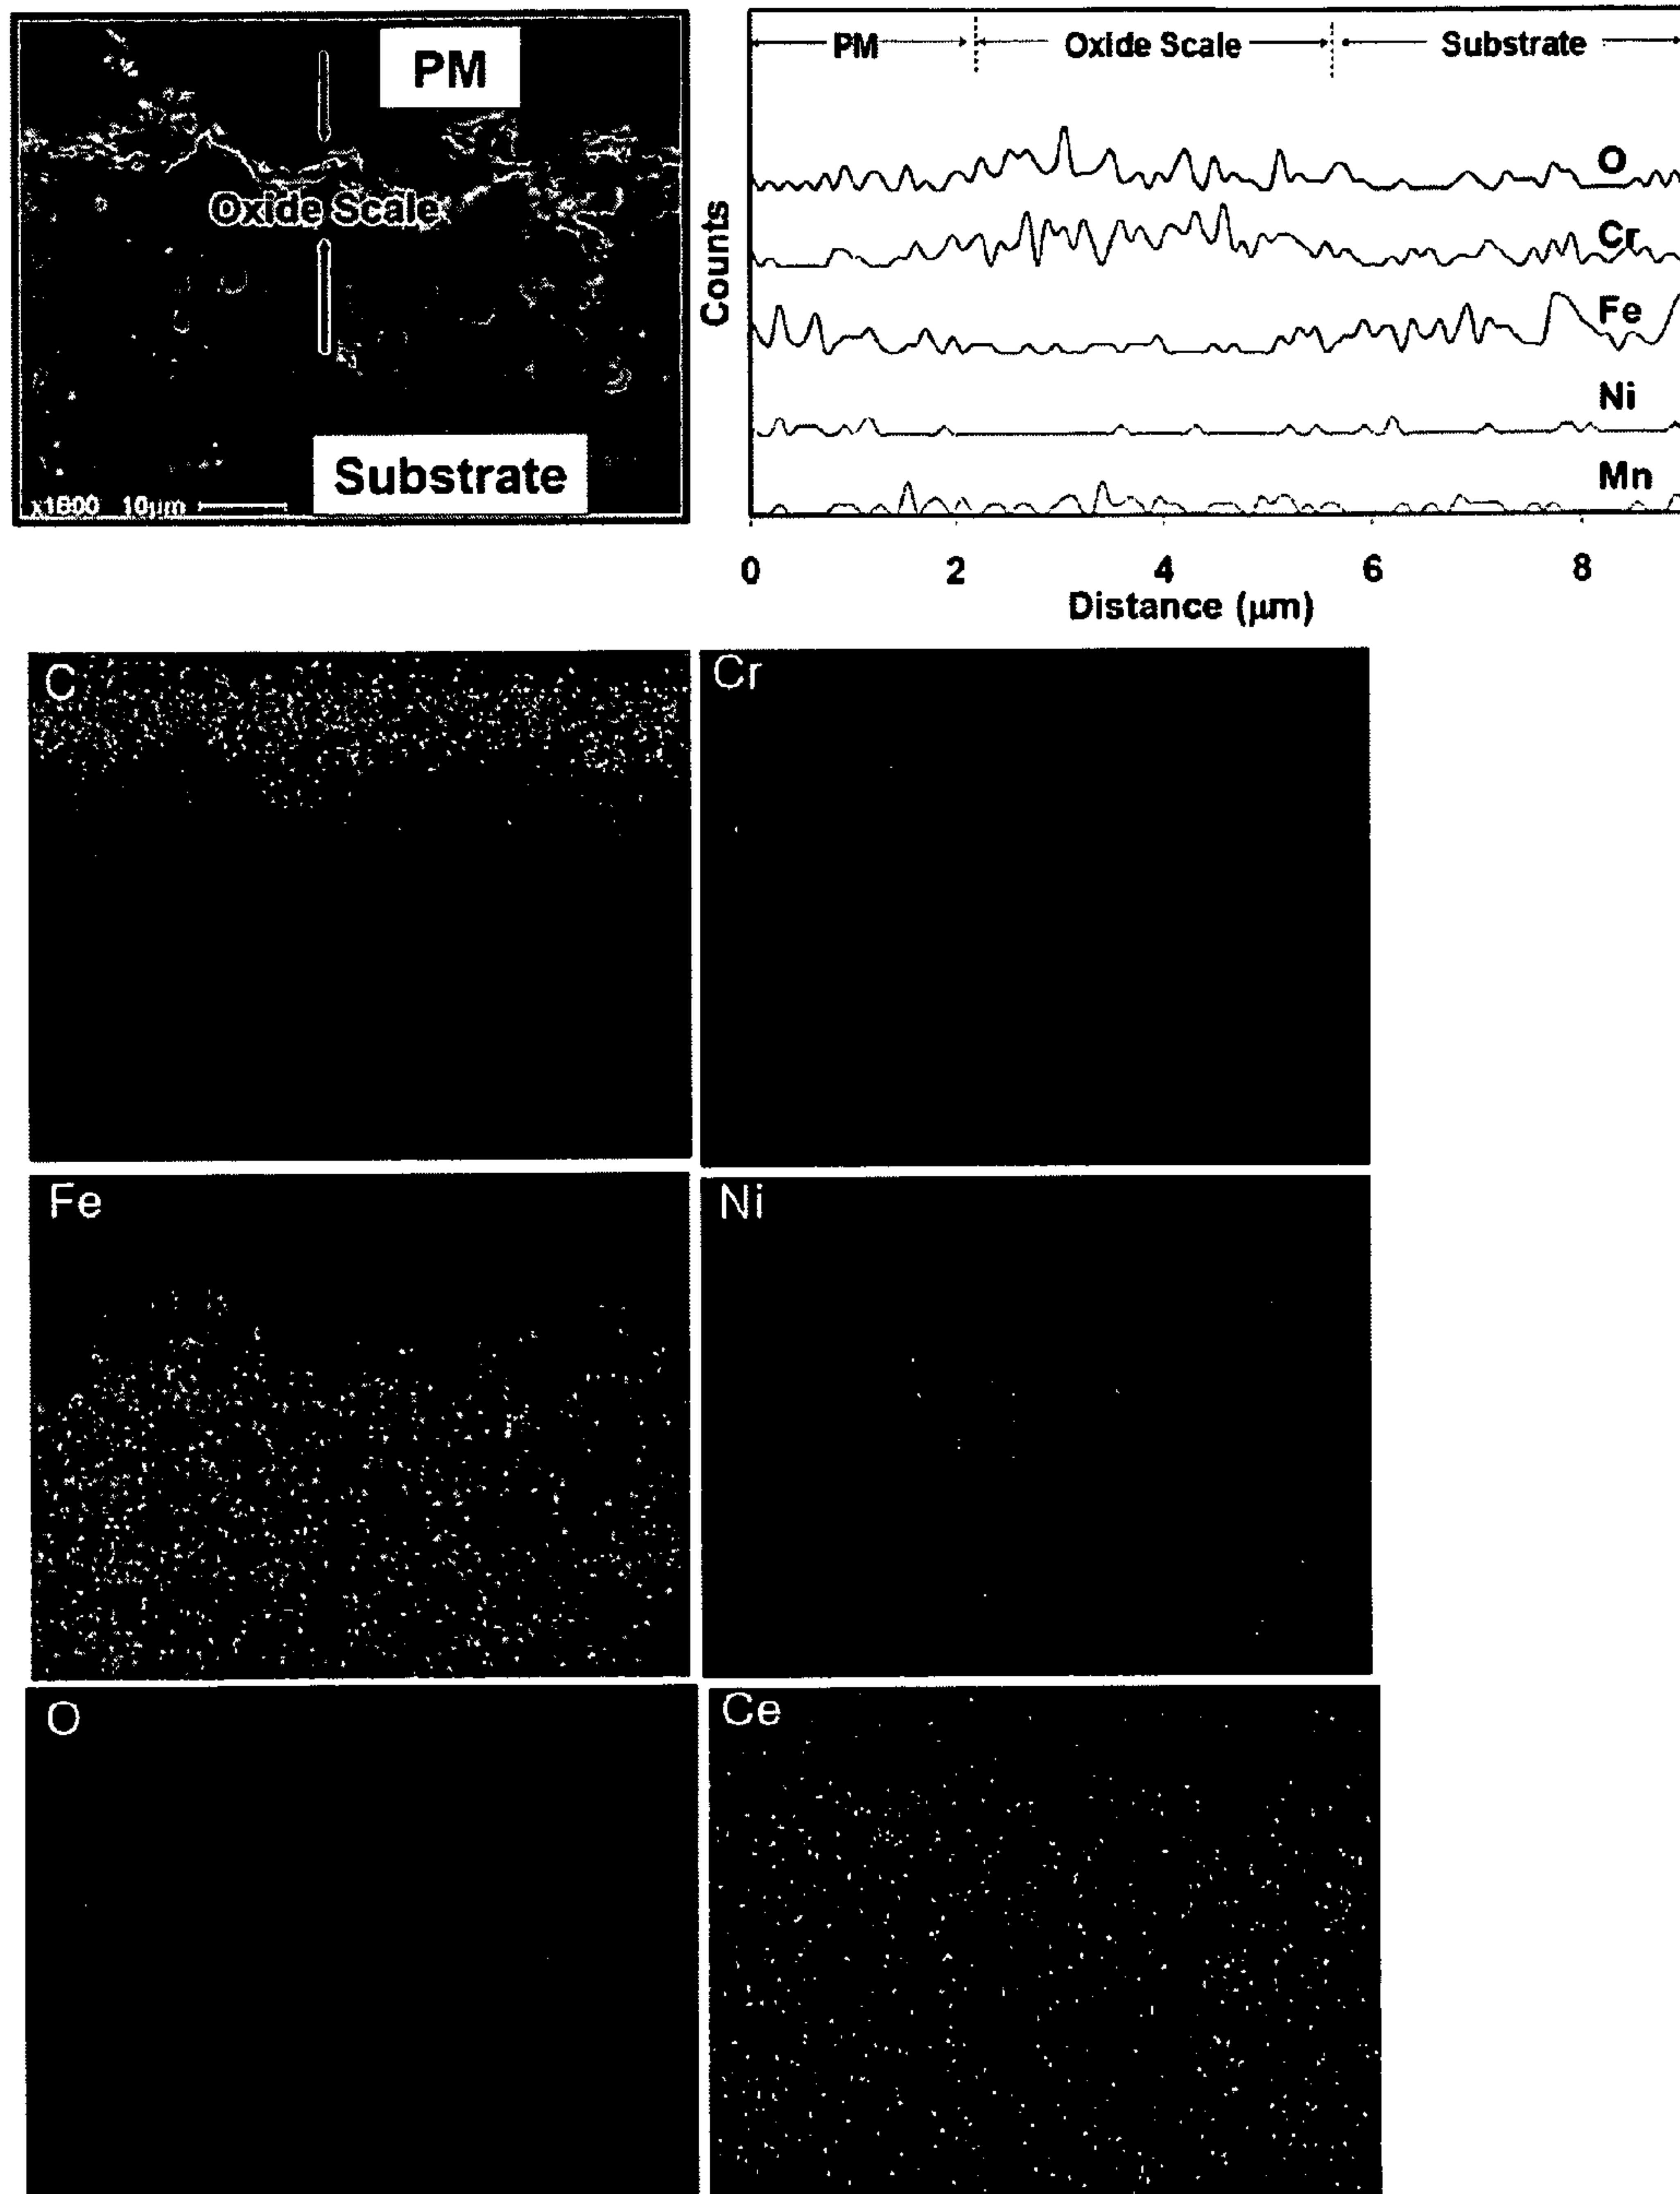 PM
Oxide Scale
Substrate
x1600 10µm
PM Oxide Scale Substrate
Counts
O
Cr
Fe
Ni
Mn
0 2 4 6 8
Distance (µm)
C
Cr
Fe
Ni
O
Ce